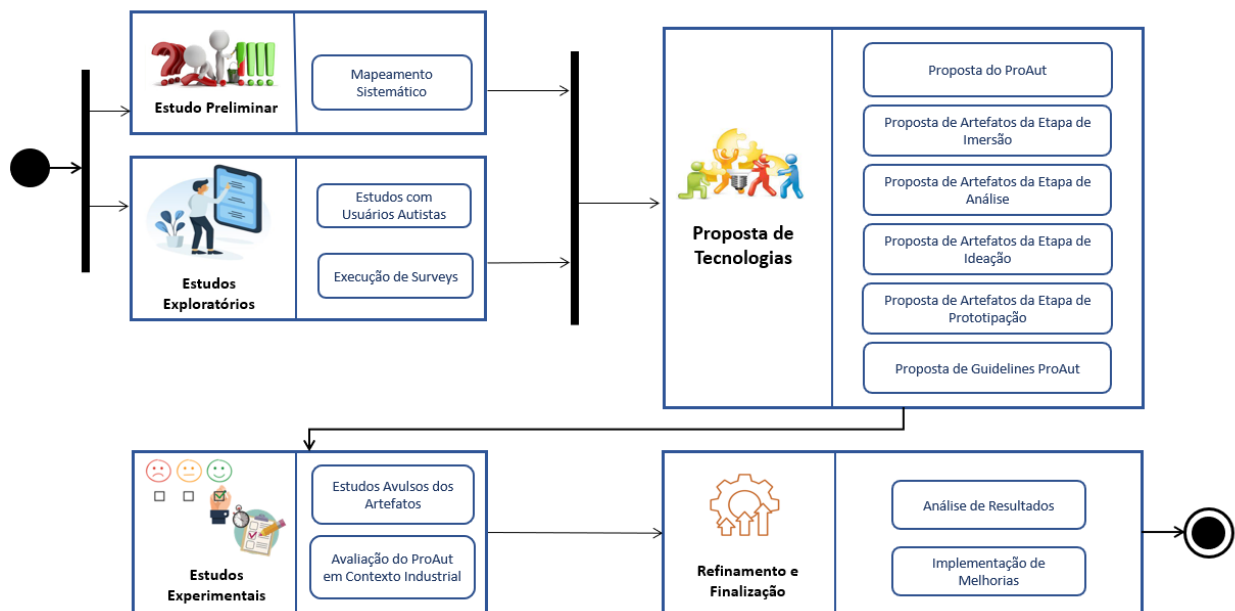 Estudo Preliminar
Mapeamento
Sistemático
Estudos
Exploratórios
Estudos com
Usuários Autistas
Execução de Surveys
Proposta de
Tecnologias
Proposta do ProAut
Proposta de Artefatos da Etapa de
Imersão
Proposta de Artefatos da Etapa de
Análise
Proposta de Artefatos da Etapa de
Ideação
Proposta de Artefatos da Etapa de
Prototipação
Proposta de Guidelines ProAut
Estudos
Experimentais
Estudos Avulsos dos
Artefatos
Avaliação do ProAut
em Contexto Industrial
Refinamento e
Finalização
Análise de Resultados
Implementação de
Melhorias